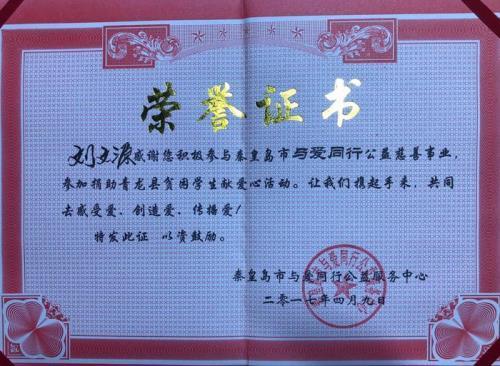 荣誉证书
刘文源感谢您积极参与秦皇岛市与爱同行公益慈善事业,
参加捐助青龙县贫困学生献爱心活动。让我们携起手来,共同
去感受爱、创造爱、传播爱!
特发此证 以资鼓励。
秦皇岛市与爱同行公益服务中心
二零一七年四月九日